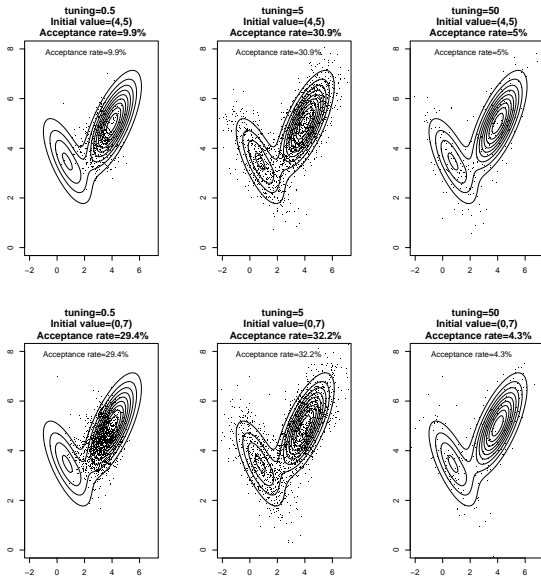 tuning=0.5
Initial value=(4,5)
Acceptance rate=9.9%
Acceptance rate=9.9%
8
6
4
2
0
−2 0 2 4 6
tuning=5
Initial value=(4,5)
Acceptance rate=30.9%
Acceptance rate=30.9%
8
6
4
2
0
−2 0 2 4 6
tuning=50
Initial value=(4,5)
Acceptance rate=5%
Acceptance rate=5%
8
6
4
2
0
−2 0 2 4 6
tuning=0.5
Initial value=(0,7)
Acceptance rate=29.4%
Acceptance rate=29.4%
8
6
4
2
0
−2 0 2 4 6
tuning=5
Initial value=(0,7)
Acceptance rate=32.2%
Acceptance rate=32.2%
8
6
4
2
0
−2 0 2 4 6
tuning=50
Initial value=(0,7)
Acceptance rate=4.3%
Acceptance rate=4.3%
8
6
4
2
0
−2 0 2 4 6